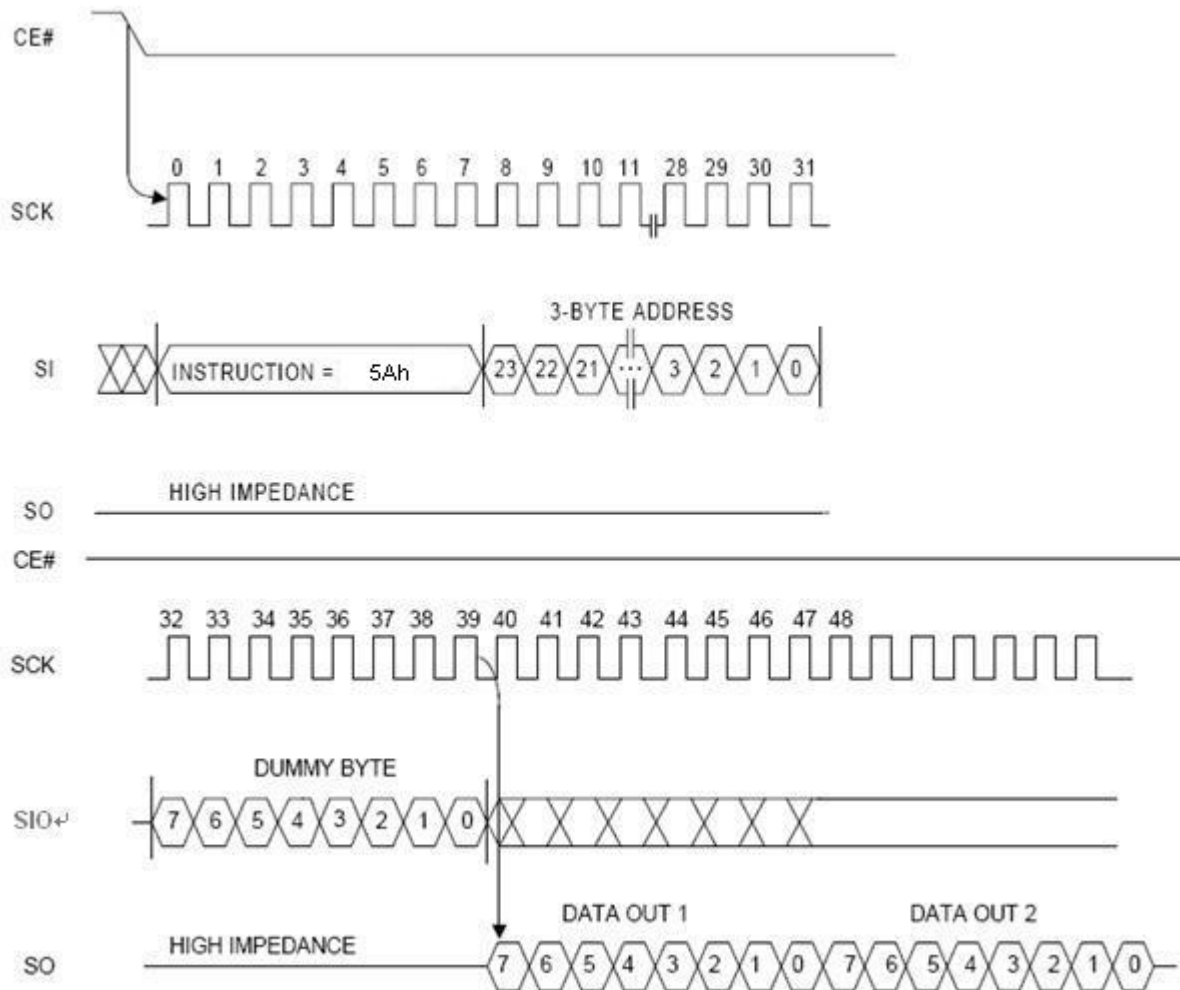 CE#
0 1 2 3 4 5 6 7 8 9 10 11 28 29 30 31
SCK
3-BYTE ADDRESS
SI
INSTRUCTION = 5Ah
23 22 21 ... 3 2 1 0
HIGH IMPEDANCE
SO
CE#
32 33 34 35 36 37 38 39 40 41 42 43 44 45 46 47 48
SCK
DUMMY BYTE
SIO↵
7 6 5 4 3 2 1 0
DATA OUT 1 DATA OUT 2
HIGH IMPEDANCE
SO
7 6 5 4 3 2 1 0 7 6 5 4 3 2 1 0